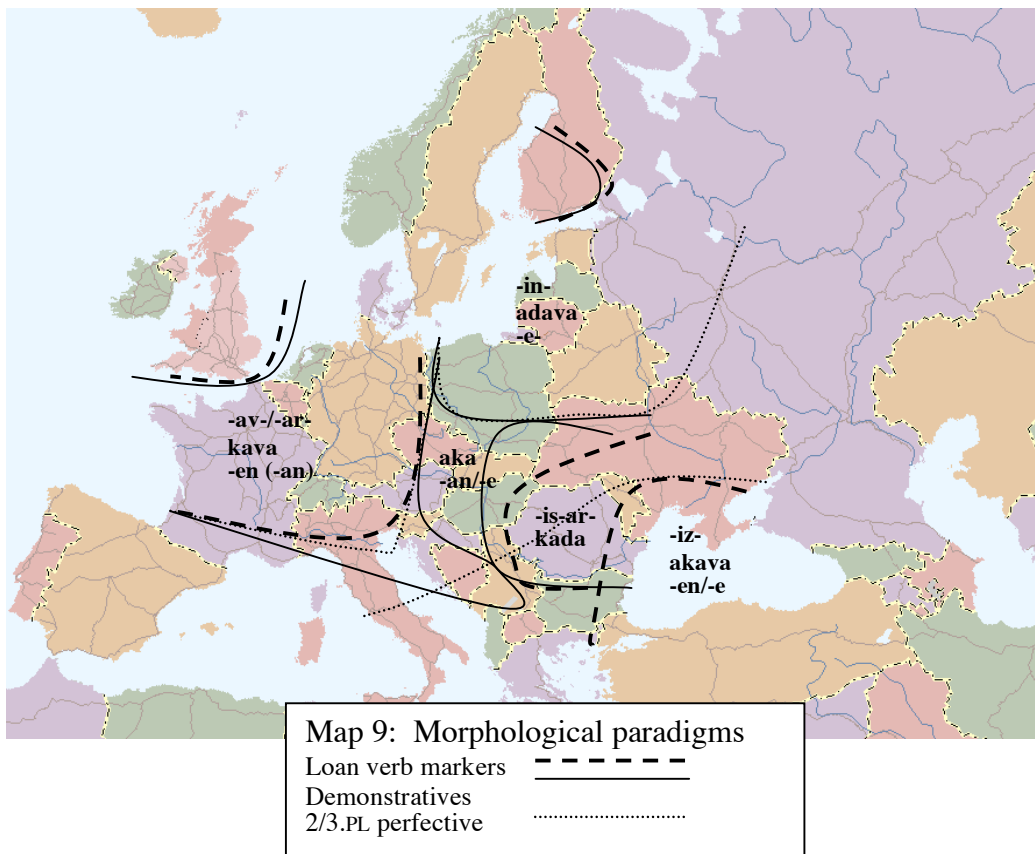 -in-
adava
-e-
-av-/-ar-
kava
-en (-an)
aka
-an/-e
-is-ar-
kada
-iz-
akava
-en/-e
Map 9: Morphological paradigms
Loan verb markers
Demonstratives
2/3.PL perfective